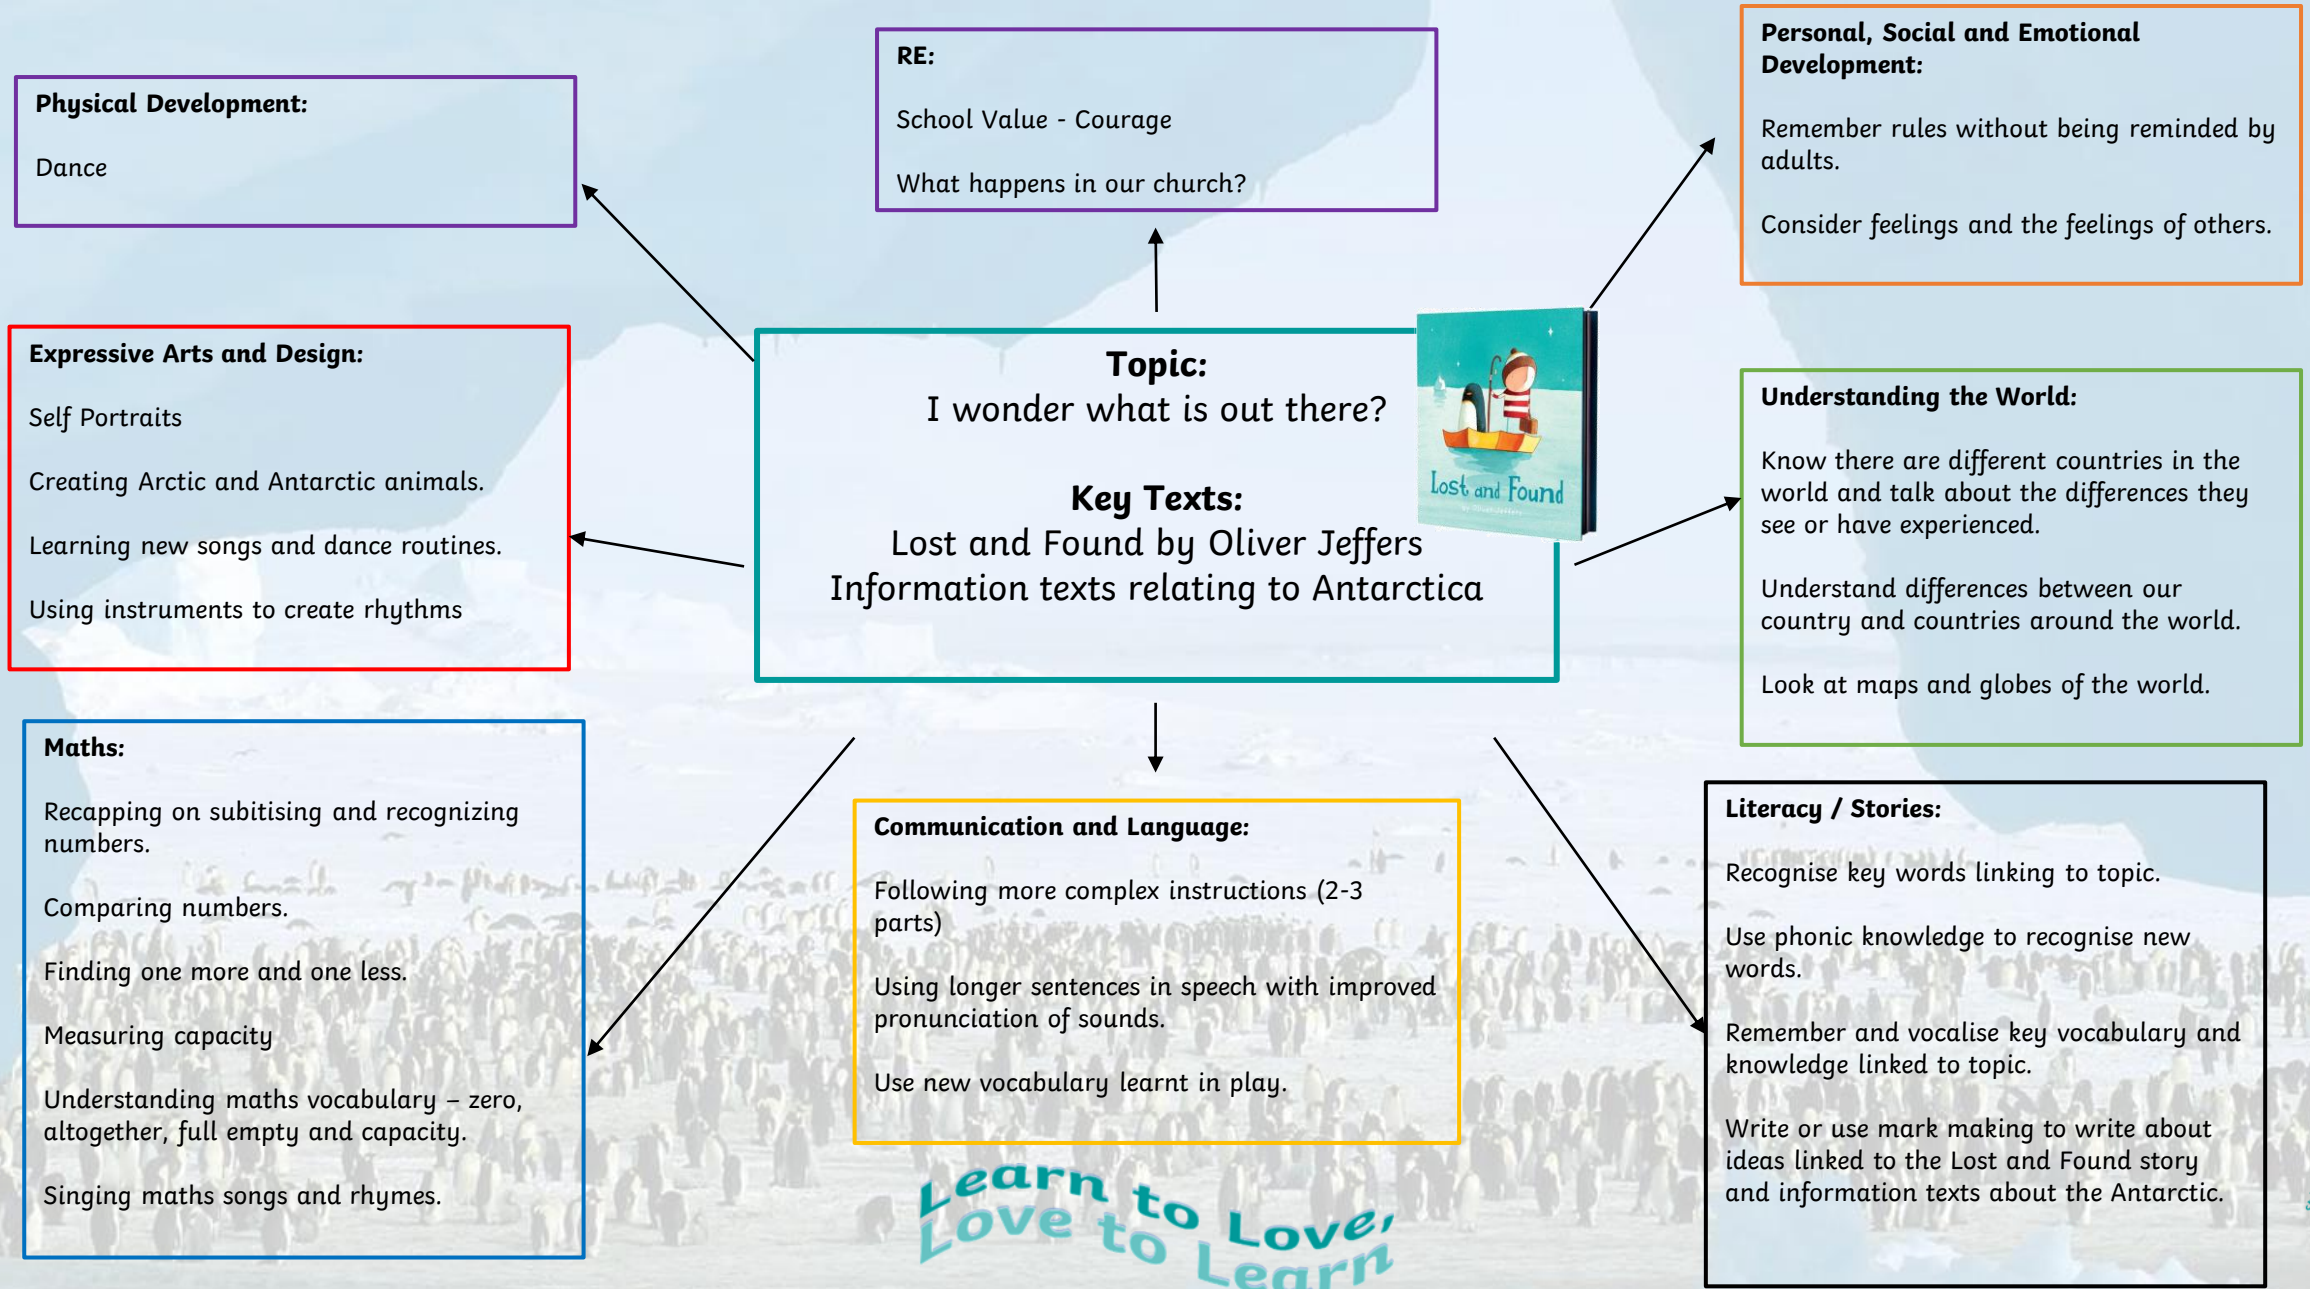 Physical Development:
Dance
RE:
School Value - Courage
What happens in our church?
Personal, Social and Emotional
Development:
Remember rules without being reminded by
adults.
Consider feelings and the feelings of others.
Expressive Arts and Design:
Self Portraits
Creating Arctic and Antarctic animals.
Learning new songs and dance routines.
Using instruments to create rhythms
Topic:
I wonder what is out there?
Key Texts:
Lost and Found by Oliver Jeffers
Information texts relating to Antarctica
Lost and Found
by Oliver Jeffers
Understanding the World:
Know there are different countries in the
world and talk about the differences they
see or have experienced.
Understand differences between our
country and countries around the world.
Look at maps and globes of the world.
Maths:
Recapping on subitising and recognizing
numbers.
Comparing numbers.
Finding one more and one less.
Measuring capacity
Understanding maths vocabulary – zero,
altogether, full empty and capacity.
Singing maths songs and rhymes.
Communication and Language:
Following more complex instructions (2-3
parts)
Using longer sentences in speech with improved
pronunciation of sounds.
Use new vocabulary learnt in play.
Literacy / Stories:
Recognise key words linking to topic.
Use phonic knowledge to recognise new
words.
Remember and vocalise key vocabulary and
knowledge linked to topic.
Write or use mark making to write about
ideas linked to the Lost and Found story
and information texts about the Antarctic.
Learn to Love,
Love to Learn